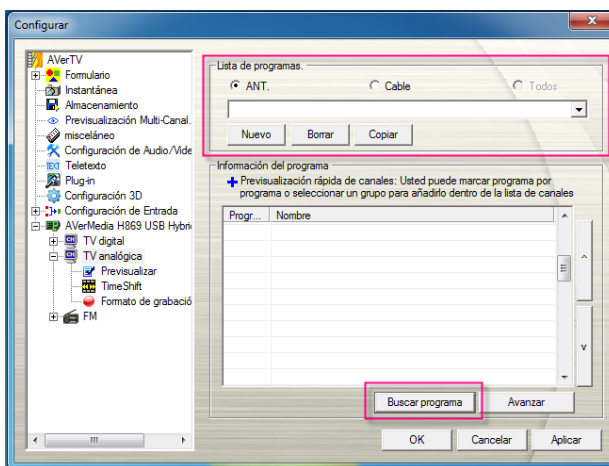 Configurar
AVerTV
Formulario
Instantánea
Almacenamiento
Previsualización Multi-Canal.
misceláneo
Configuración de Audio/Vide
Teletexto
Plug-in
Configuración 3D
Configuración de Entrada
AVerMedia H869 USB Hybri
TV digital
TV analógica
Previsualizar
TimeShift
Formato de grabació
FM
Lista de programas.
ANT.
Cable
Todos
Nuevo
Borrar
Copiar
Información del programa
Previsualización rápida de canales: Usted puede marcar programa por
programa o seleccionar un grupo para añadirlo dentro de la lista de canales
Progr...
Nombre
Buscar programa
Avanzar
OK
Cancelar
Aplicar